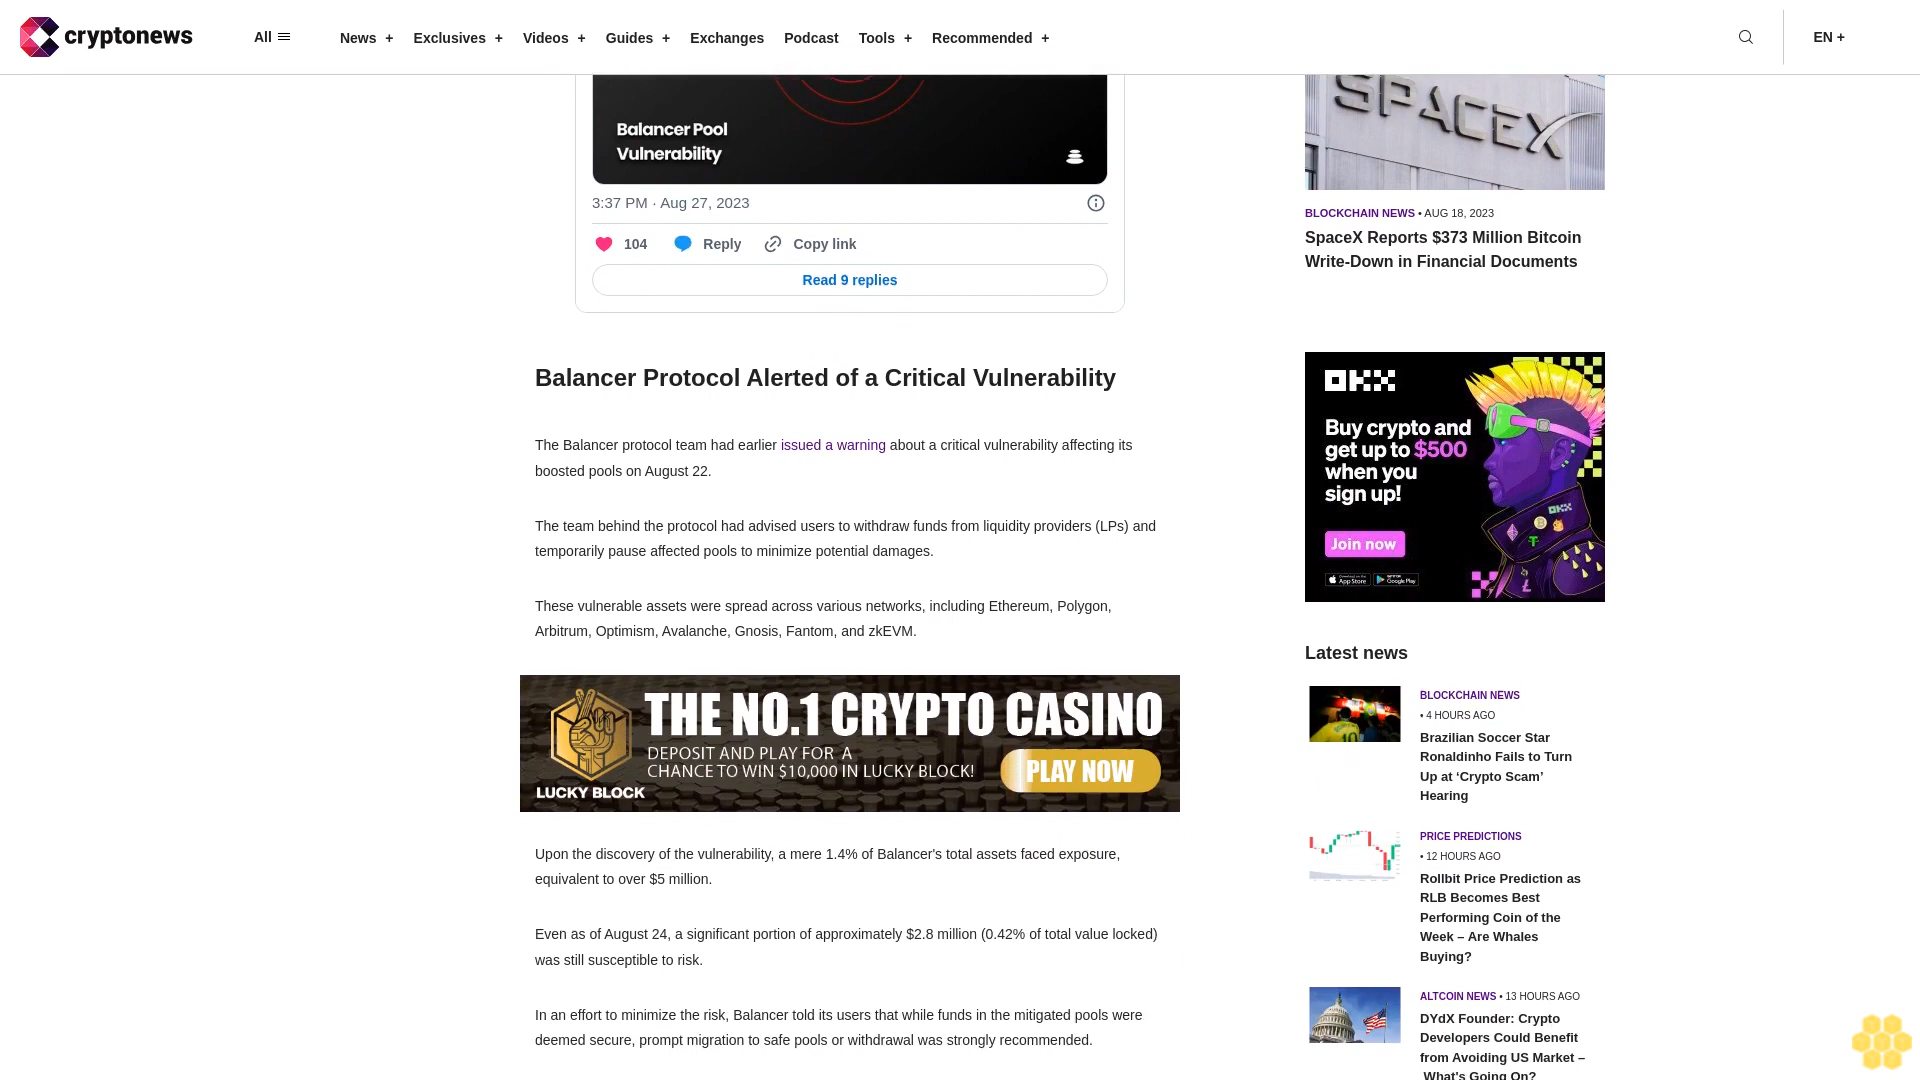 cryptonews
All
News +
Exclusives +
Videos +
Guides +
Exchanges
Podcast
Tools +
Recommended +
EN +
Balancer Pool
Vulnerability
3:37 PM · Aug 27, 2023
104
Reply
Copy link
Read 9 replies
Balancer Protocol Alerted of a Critical Vulnerability
The Balancer protocol team had earlier issued a warning about a critical vulnerability affecting its
boosted pools on August 22.
The team behind the protocol had advised users to withdraw funds from liquidity providers (LPs) and
temporarily pause affected pools to minimize potential damages.
These vulnerable assets were spread across various networks, including Ethereum, Polygon,
Arbitrum, Optimism, Avalanche, Gnosis, Fantom, and zkEVM.
THE NO.1 CRYPTO CASINO
DEPOSIT AND PLAY FOR A
CHANCE TO WIN $10,000 IN LUCKY BLOCK!
PLAY NOW
LUCKY BLOCK
Upon the discovery of the vulnerability, a mere 1.4% of Balancer's total assets faced exposure,
equivalent to over $5 million.
Even as of August 24, a significant portion of approximately $2.8 million (0.42% of total value locked)
was still susceptible to risk.
In an effort to minimize the risk, Balancer told its users that while funds in the mitigated pools were
deemed secure, prompt migration to safe pools or withdrawal was strongly recommended.
SPACEX
BLOCKCHAIN NEWS • AUG 18, 2023
SpaceX Reports $373 Million Bitcoin
Write-Down in Financial Documents
OKX
Buy crypto and
get up to $500
when you
sign up!
OKX
Join now
Download on the App Store
GET IT ON Google Play
Latest news
BLOCKCHAIN NEWS
• 4 HOURS AGO
Brazilian Soccer Star
Ronaldinho Fails to Turn
Up at ‘Crypto Scam’
Hearing
PRICE PREDICTIONS
• 12 HOURS AGO
Rollbit Price Prediction as
RLB Becomes Best
Performing Coin of the
Week – Are Whales
Buying?
ALTCOIN NEWS • 13 HOURS AGO
DYdX Founder: Crypto
Developers Could Benefit
from Avoiding US Market –
What's Going On?